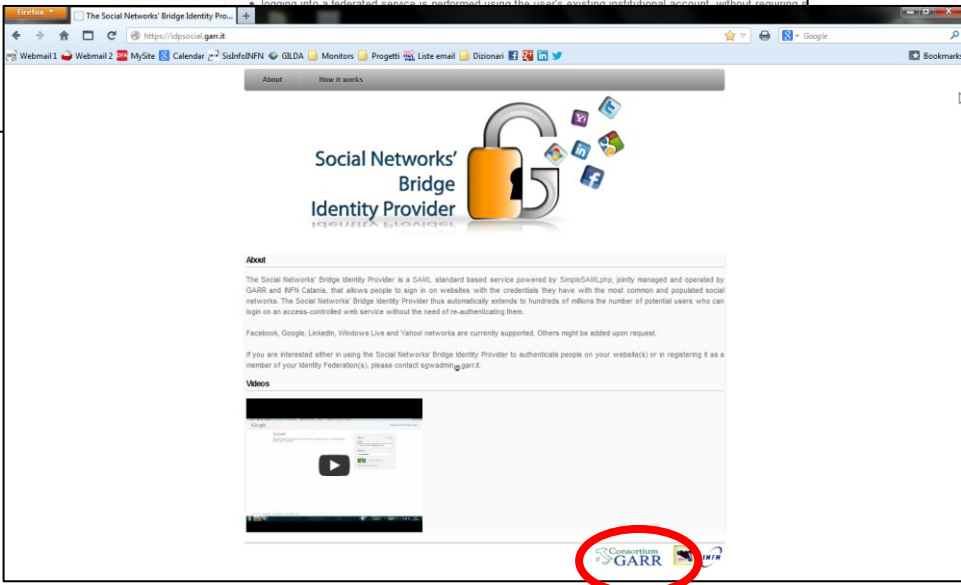 logging into a federated service is performed using the user's existing institutional account, without requiring s
Firefox
The Social Networks' Bridge Identity Pro...
https://idpsocial.garr.it
Google
Webmail 1 Webmail 2 MySite Calendar SisInfoINFN GILDA Monitors Progetti Liste email Dizionari
Bookmarks
About How it works
Social Networks'
Bridge
Identity Provider
About
The Social Networks' Bridge Identity Provider is a SAML standard based service powered by SimpleSAMLphp, jointly managed and operated by
GARR and INFN Catania, that allows people to sign in on websites with the credentials they have with the most common and populated social
networks. The Social Networks' Bridge Identity Provider thus automatically extends to hundreds of millions the number of potential users who can
login on an access-controlled web service without the need of re-authenticating them.
Facebook, Google, LinkedIn, Windows Live and Yahoo! networks are currently supported. Others might be added upon request.
If you are interested either in using the Social Networks' Bridge Identity Provider to authenticate people on your website(s) or in registering it as a
member of your Identity Federation(s), please contact sgwadmin@garr.it.
Videos
Google
Consortium
GARR
INFN